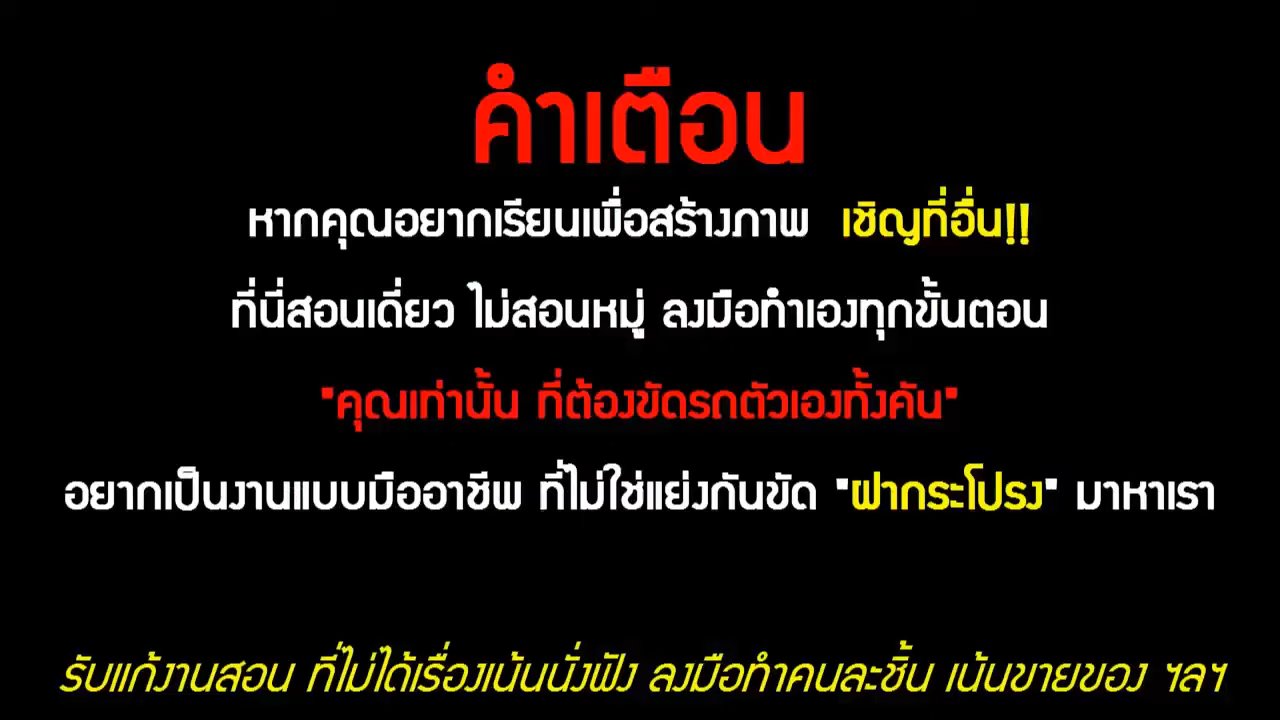 คำเตือน
หากคุณอยากเรียนเพื่อสร้างภาพ เชิญที่อื่น!!
ที่นี่สอนเดี่ยว ไม่สอนหมู่ ลงมือทำเองทุกขั้นตอน
"คุณเท่านั้น ที่ต้องขัดรถตัวเองทั้งคัน"
อยากเป็นงานแบบมืออาชีพ ที่ไม่ใช่แย่งกันขัด "ฝากระโปรง" มาหาเรา
รับแก้งานสอน ที่ไม่ได้เรื่องเน้นนั่งฟัง ลงมือทำคนละชิ้น เน้นขายของ ฯลฯ